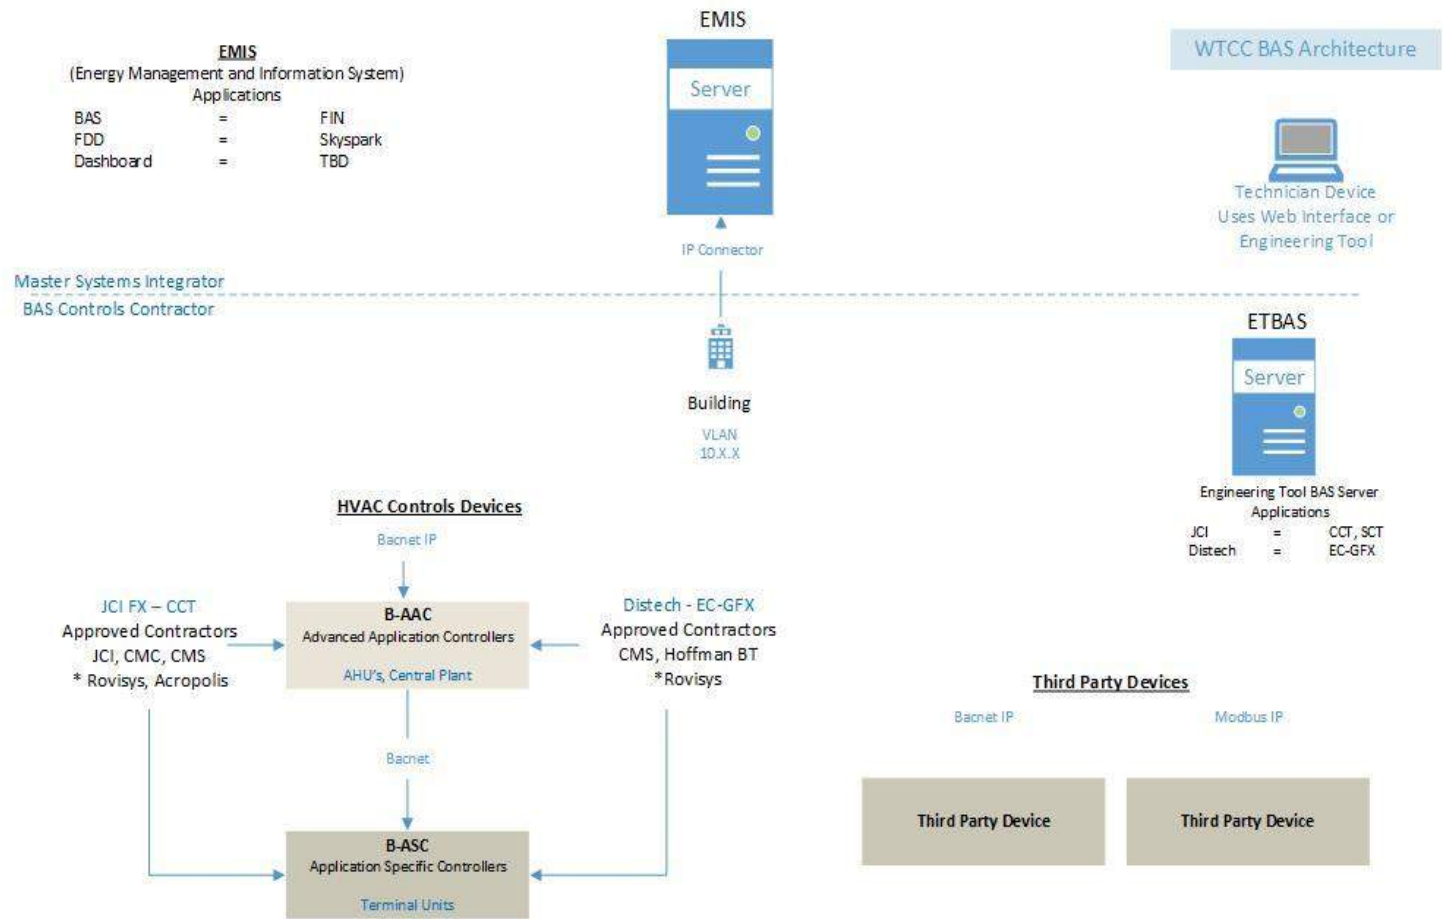 EMIS
Server
IP Connector
EMIS
(Energy Management and Information System)
Applications
BAS = FIN
FDD = Skyspark
Dashboard = TBD
WTCC BAS Architecture
Technician Device
Uses Web Interface or
Engineering Tool
Master Systems Integrator
BAS Controls Contractor
Building
VLAN
10.X.X
ETBAS
Server
Engineering Tool BAS Server
Applications
JCI = CCT, SCT
Distech = EC-GFX
HVAC Controls Devices
Bacnet IP
JCI FX – CCT
Approved Contractors
JCI, CMC, CMS
* Rovisys, Acropolis
B-AAC
Advanced Application Controllers
AHU's, Central Plant
Distech - EC-GFX
Approved Contractors
CMS, Hoffman BT
*Rovisys
Bacnet
B-ASC
Application Specific Controllers
Terminal Units
Third Party Devices
Bacnet IP
Modbus IP
Third Party Device
Third Party Device